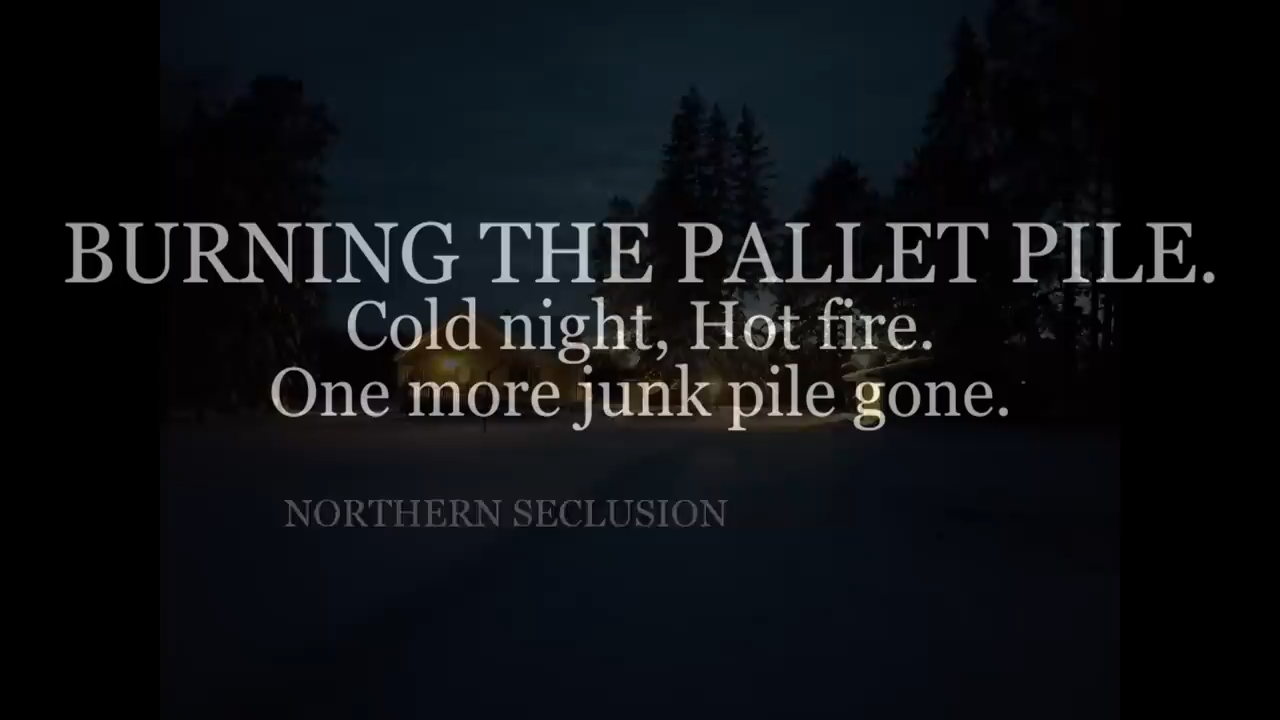 BURNING THE PALLET PILE.
Cold night, Hot fire.
One more junk pile gone.
NORTHERN SECLUSION